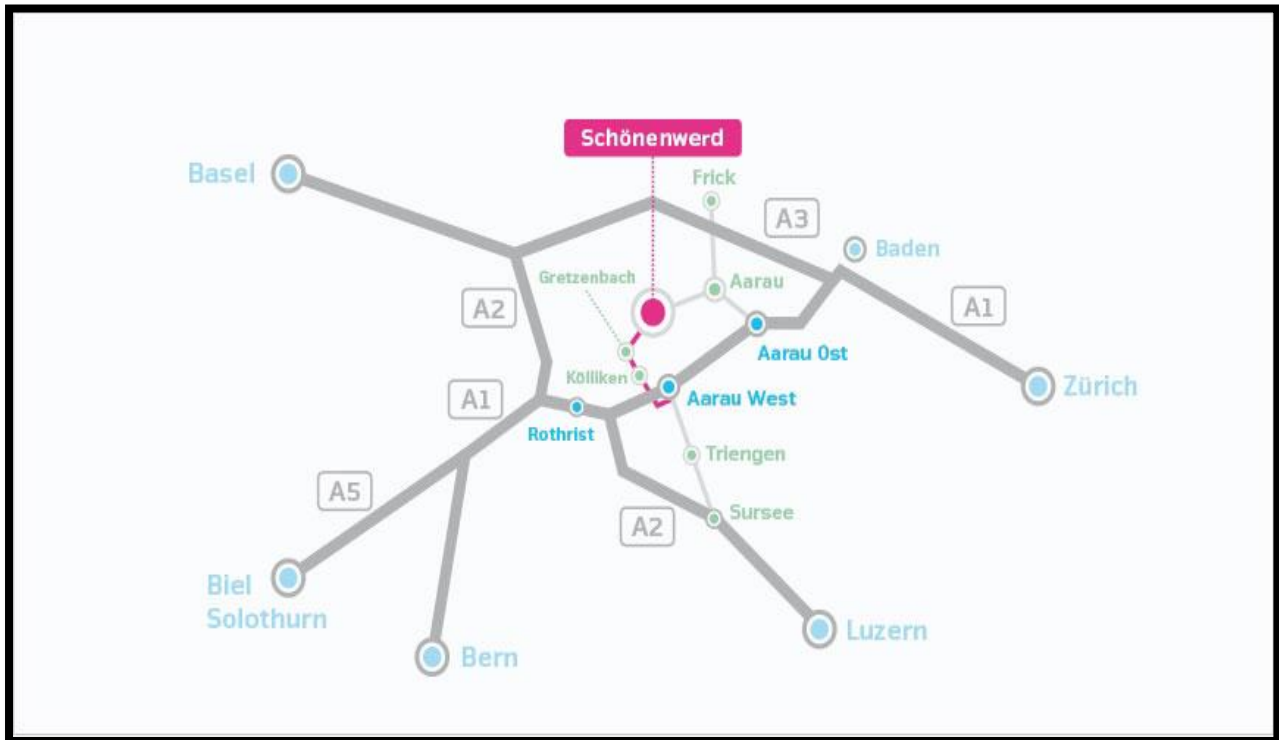 Schönenwerd
Basel
Frick
A3
Baden
Gretzenbach
Aarau
A2
A1
Aarau Ost
Kölliken
Zürich
A1
Aarau West
Rothrist
Triengen
A5
Sursee
A2
Biel
Solothurn
Luzern
Bern